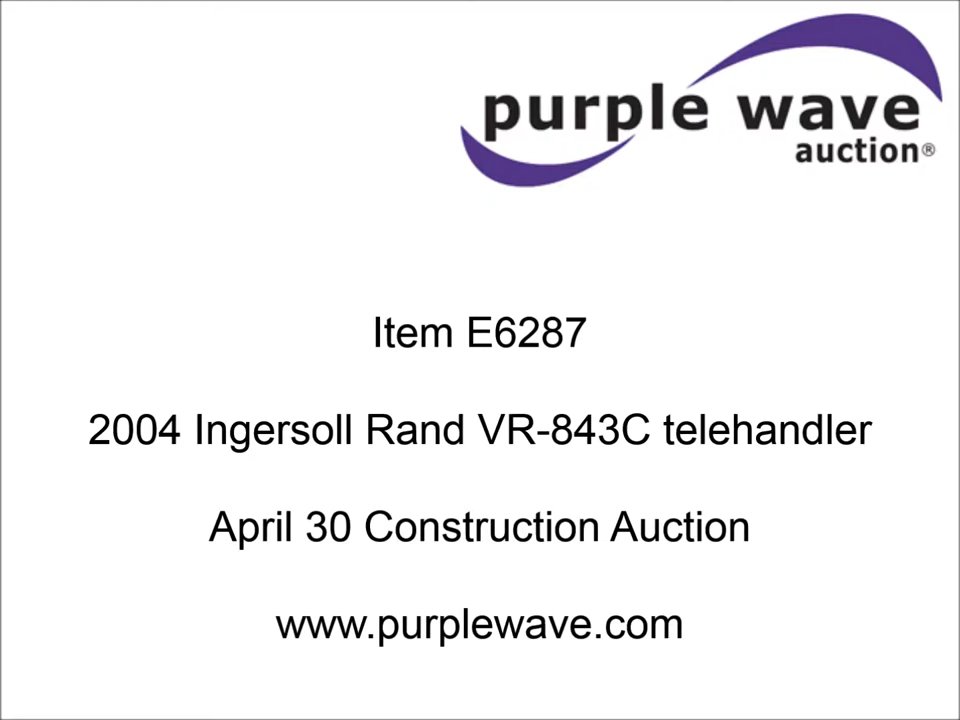 purple wave
auction®
Item E6287
2004 Ingersoll Rand VR-843C telehandler
April 30 Construction Auction
www.purplewave.com